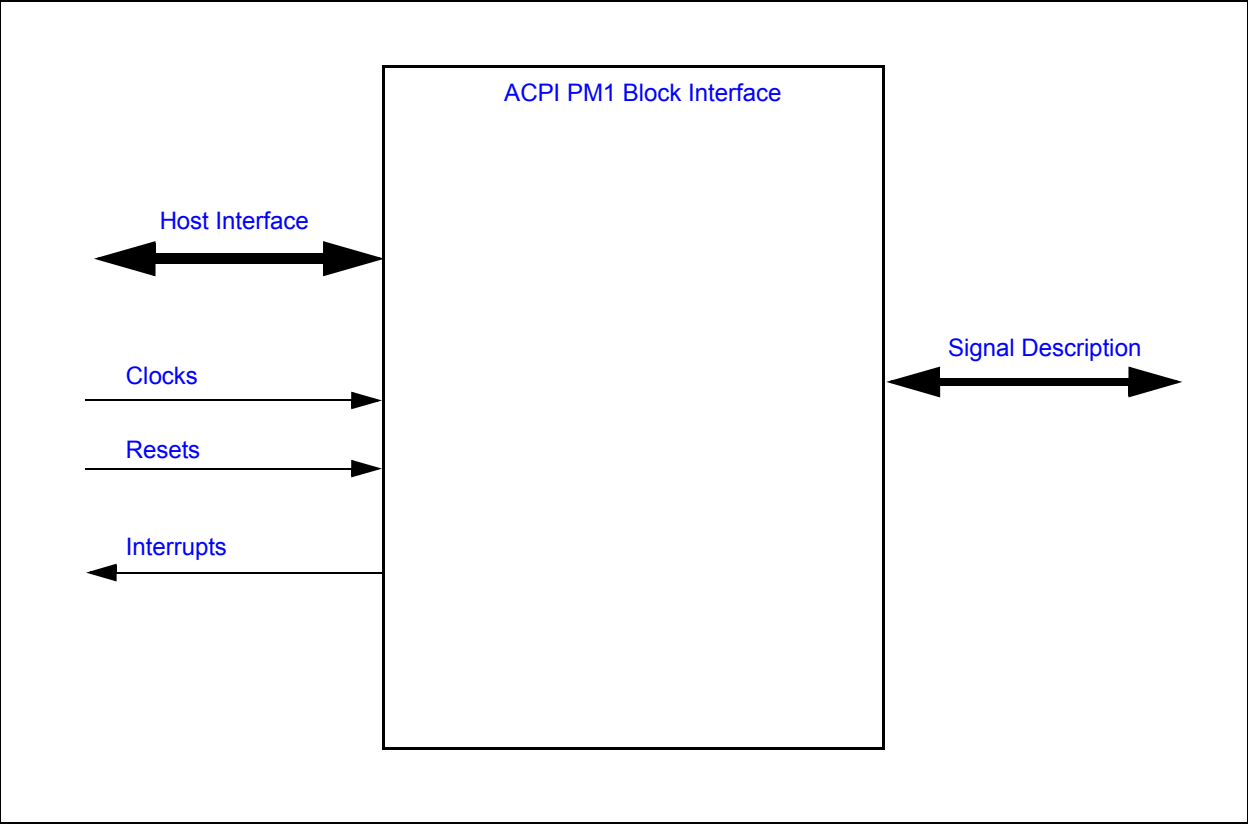 ACPI PM1 Block Interface
Host Interface
Signal Description
Clocks
Resets
Interrupts